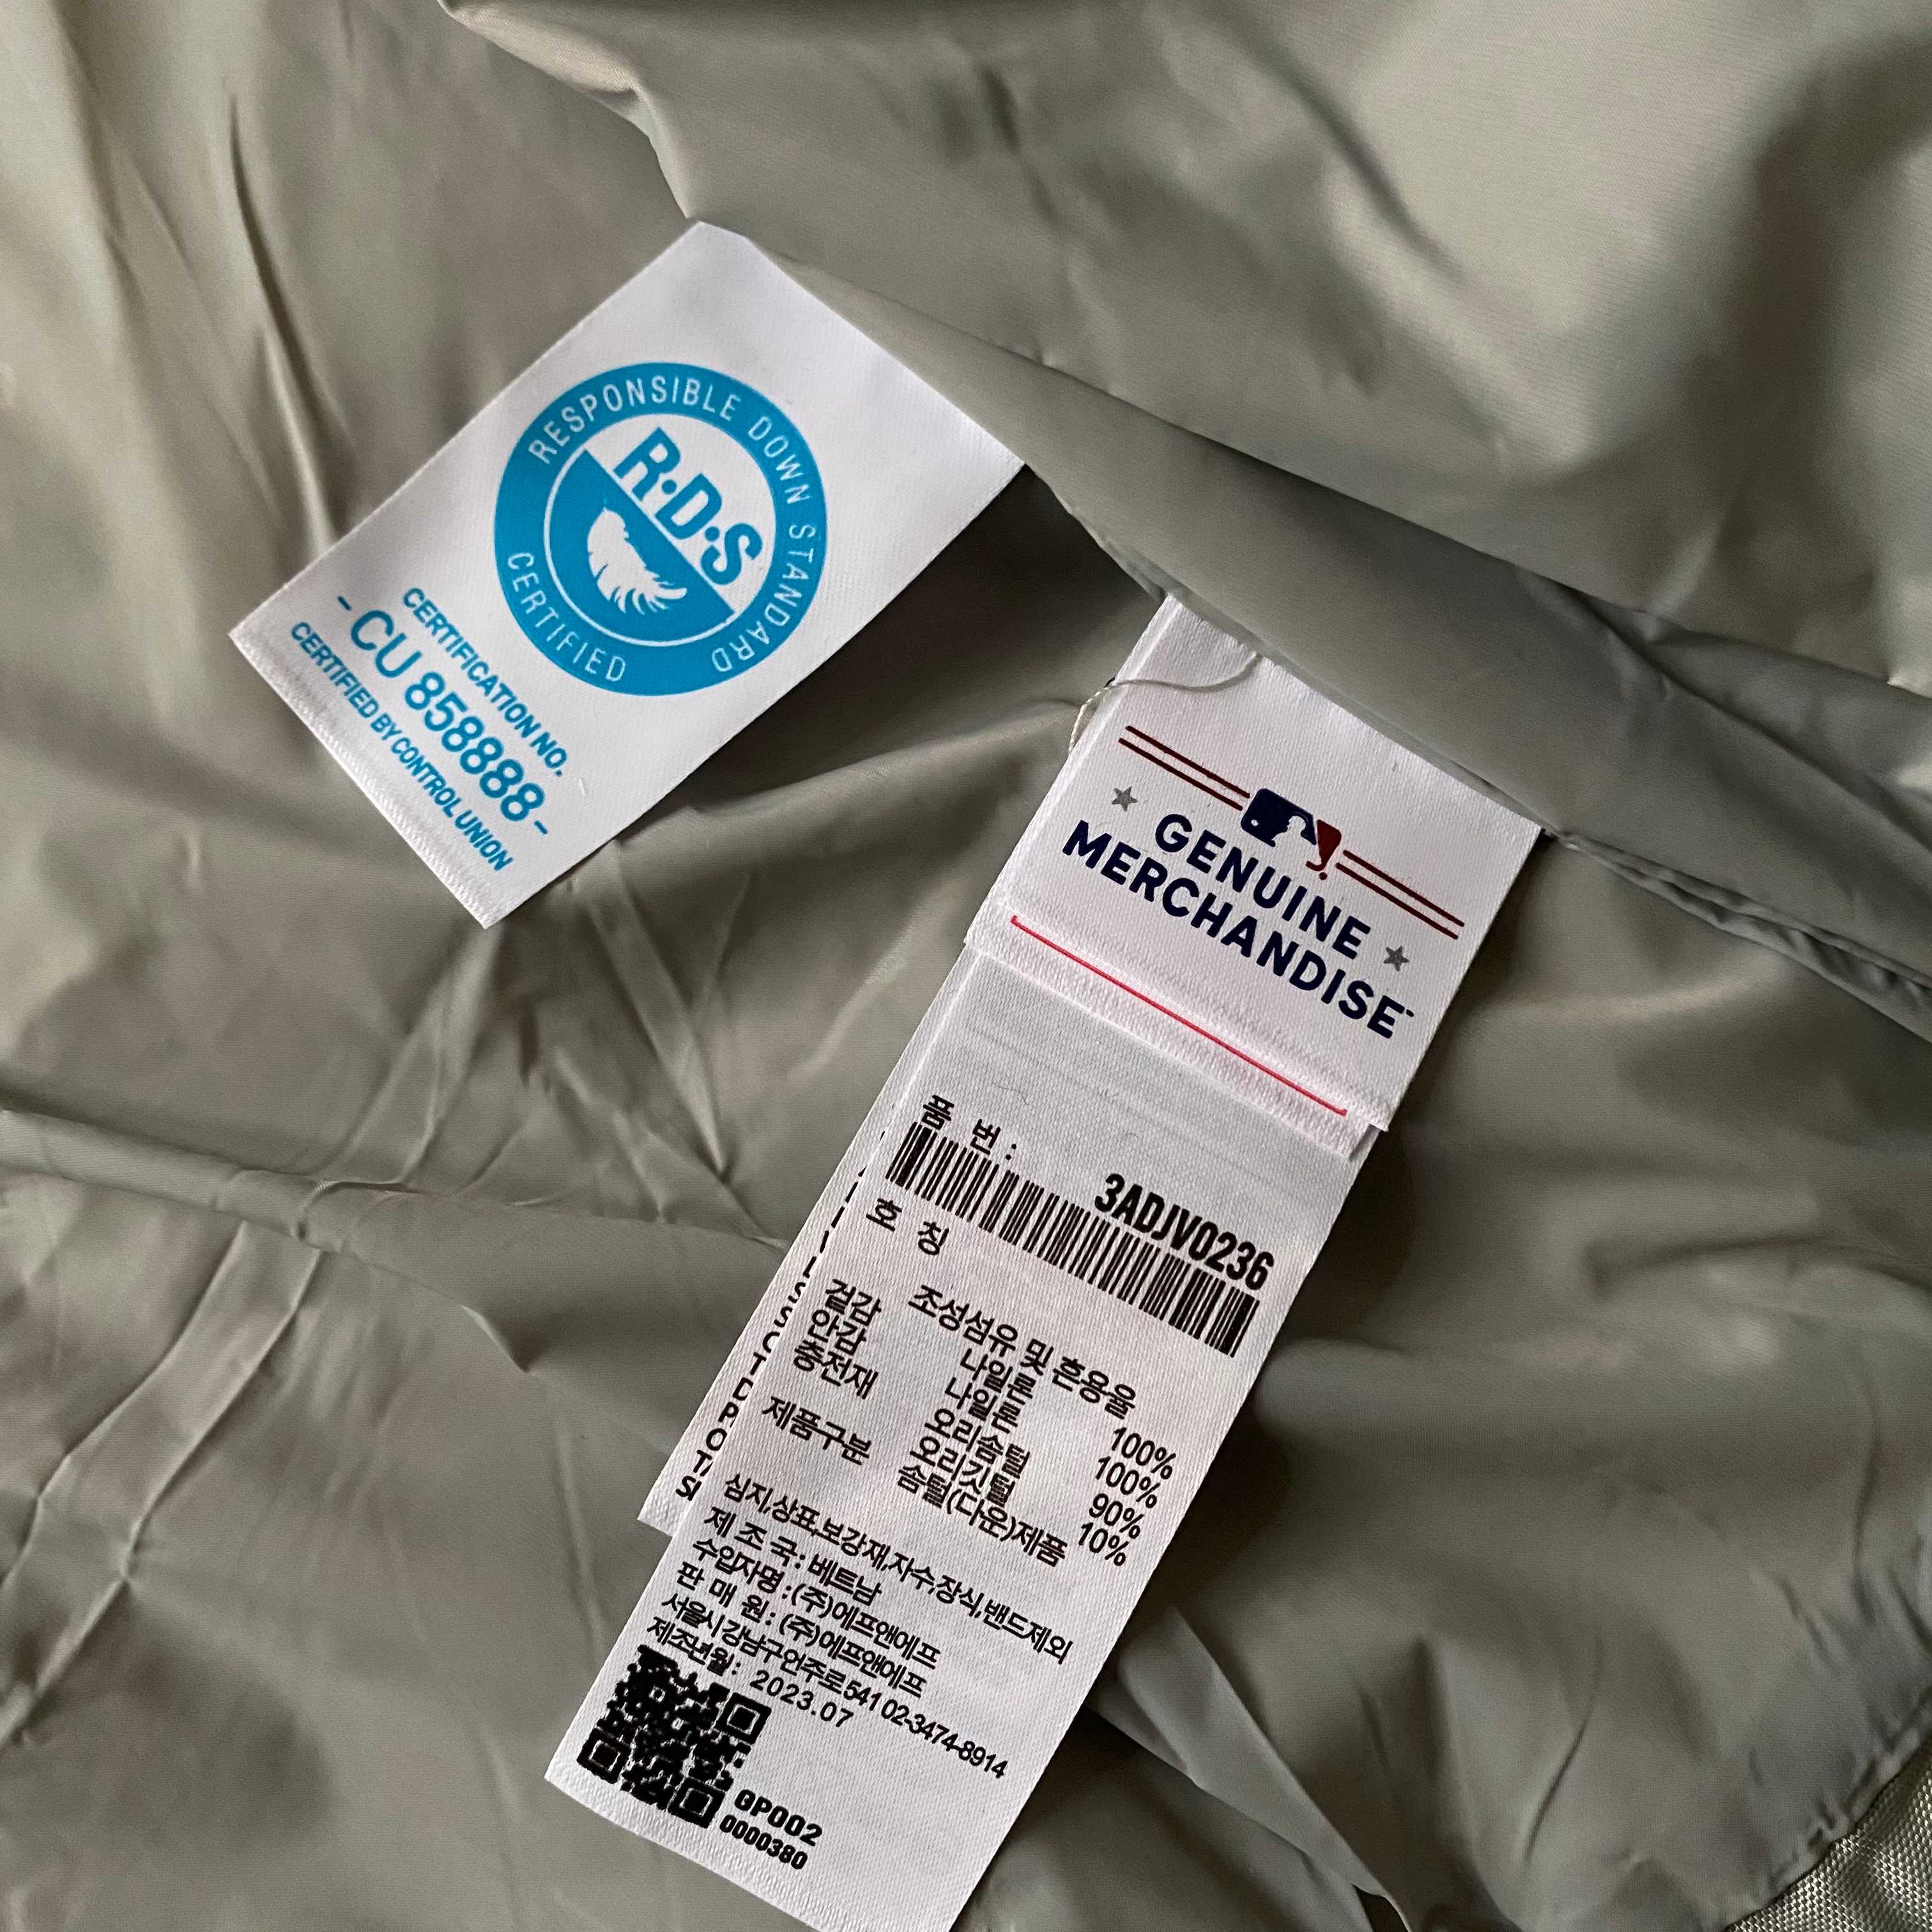 RESPONSIBLE DOWN STANDARD
R·D·S
CERTIFIED
CERTIFICATION NO.
- CU 858888 -
CERTIFIED BY CONTROL UNION
GENUINE
MERCHANDISE™
품 번 : 3ADJV0236
호 칭
조성섬유 및 혼용율
겉감 나일론 100%
안감 나일론 100%
충전재 오리솜털 90%
오리깃털 10%
제품구분 솜털(다운)제품
심지,상표,보강재,자수,장식,밴드제외
제 조 국 : 베트남
수입자명 : (주)에프앤에프
판 매 원 : (주)에프앤에프
서울시 강남구 언주로 541 02-3474-8914
제조년월 : 2023.07
GP002
0000380